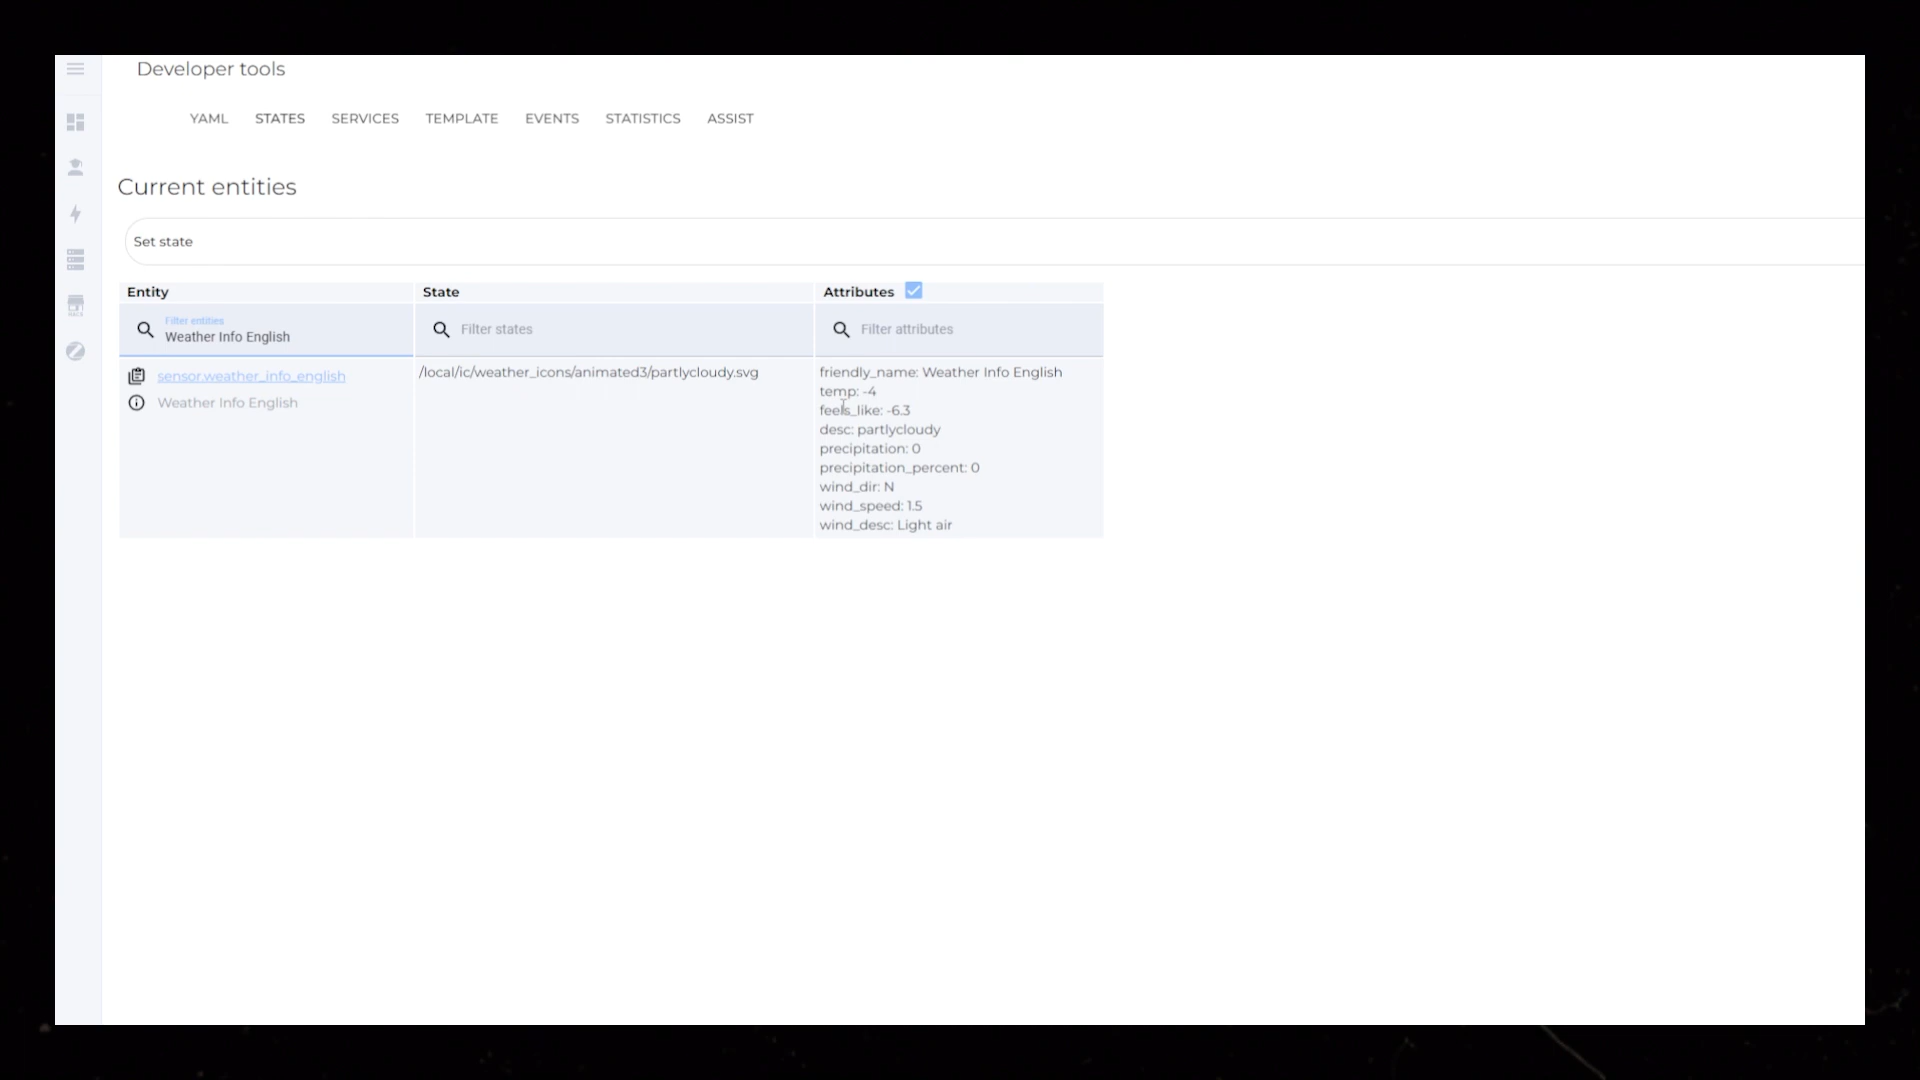 Developer tools
YAML STATES SERVICES TEMPLATE EVENTS STATISTICS ASSIST
Current entities
Set state
Entity State Attributes
Filter entities
Weather Info English Filter states Filter attributes
sensor.weather_info_english /local/ic/weather_icons/animated3/partlycloudy.svg friendly_name: Weather Info English
Weather Info English
temp: -4
feels_like: -6.3
desc: partlycloudy
precipitation: 0
precipitation_percent: 0
wind_dir: N
wind_speed: 1.5
wind_desc: Light air